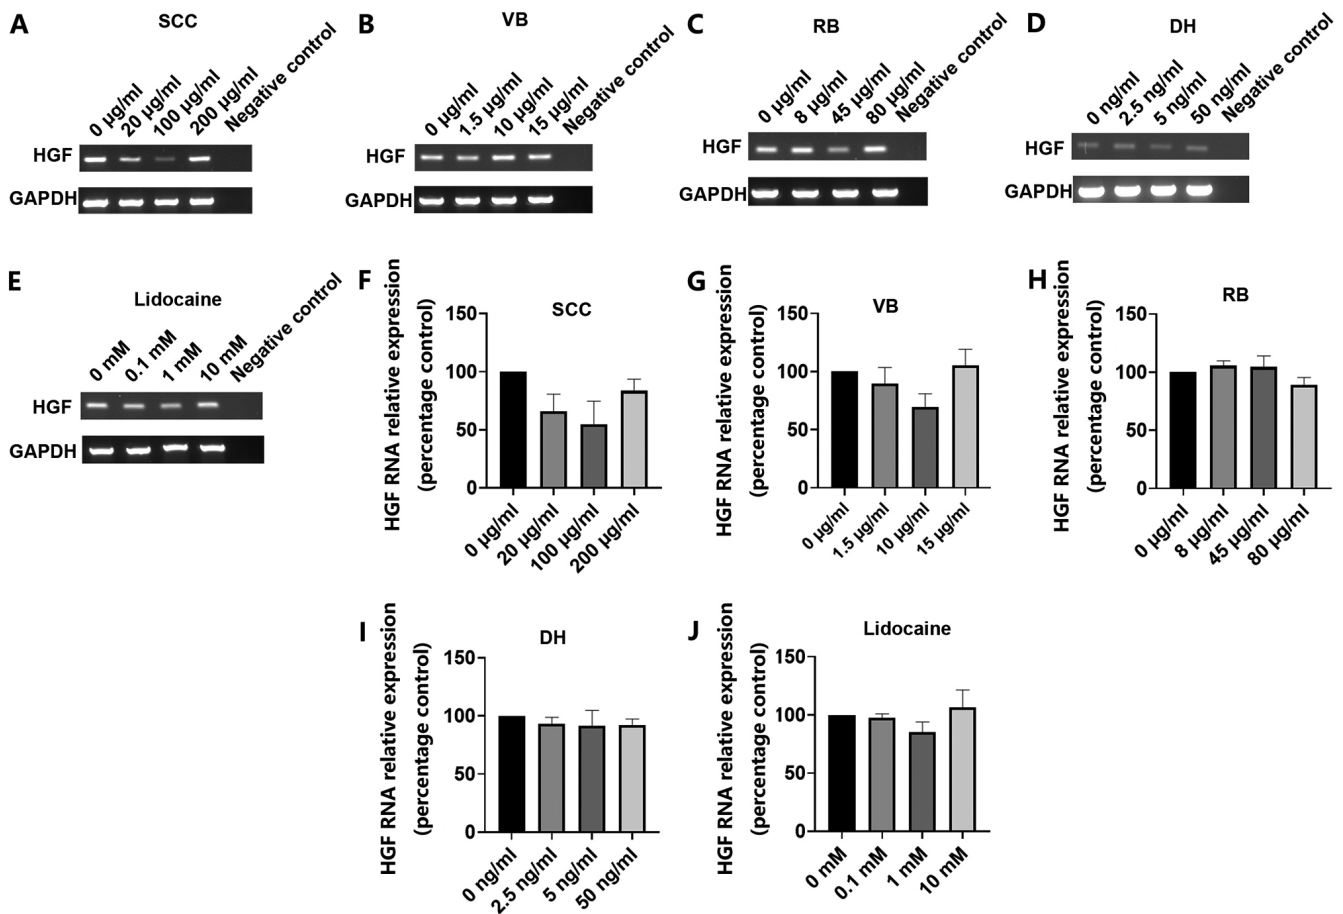 A
SCC
0 µg/ml
20 µg/ml
100 µg/ml
200 µg/ml
Negative control
HGF
GAPDH
B
VB
0 µg/ml
1.5 µg/ml
10 µg/ml
15 µg/ml
Negative control
HGF
GAPDH
C
RB
0 µg/ml
8 µg/ml
45 µg/ml
80 µg/ml
Negative control
HGF
GAPDH
D
DH
0 ng/ml
2.5 ng/ml
5 ng/ml
50 ng/ml
Negative control
HGF
GAPDH
E
Lidocaine
0 mM
0.1 mM
1 mM
10 mM
Negative control
HGF
GAPDH
F
SCC
HGF RNA relative expression
(percentage control)
150
100
50
0
0 µg/ml
20 µg/ml
100 µg/ml
200 µg/ml
G
VB
HGF RNA relative expression
(percentage control)
150
100
50
0
0 µg/ml
1.5 µg/ml
10 µg/ml
15 µg/ml
H
RB
HGF RNA relative expression
(percentage control)
150
100
50
0
0 µg/ml
8 µg/ml
45 µg/ml
80 µg/ml
I
DH
HGF RNA relative expression
(percentage control)
150
100
50
0
0 ng/ml
2.5 ng/ml
5 ng/ml
50 ng/ml
J
Lidocaine
HGF RNA relative expression
(percentage control)
150
100
50
0
0 mM
0.1 mM
1 mM
10 mM